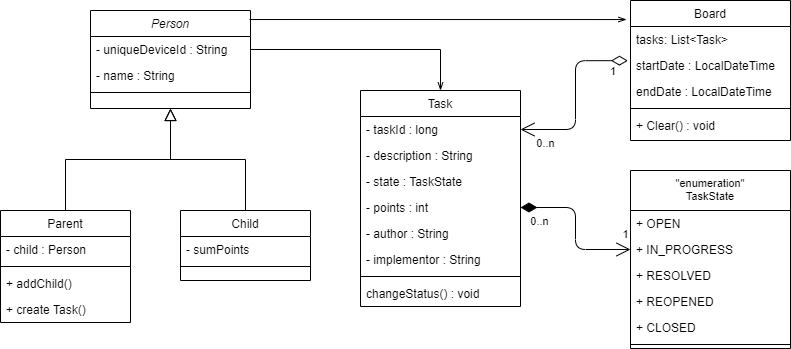 Person
- uniqueDeviceId : String
- name : String
Board
tasks: List<Task>
startDate : LocalDateTime
endDate : LocalDateTime
+ Clear() : void
1
0..n
Task
- taskId : long
- description : String
- state : TaskState
- points : int
- author : String
- implementor : String
changeStatus() : void
0..n
1
"enumeration"
TaskState
+ OPEN
+ IN_PROGRESS
+ RESOLVED
+ REOPENED
+ CLOSED
Parent
- child : Person
+ addChild()
+ create Task()
Child
- sumPoints